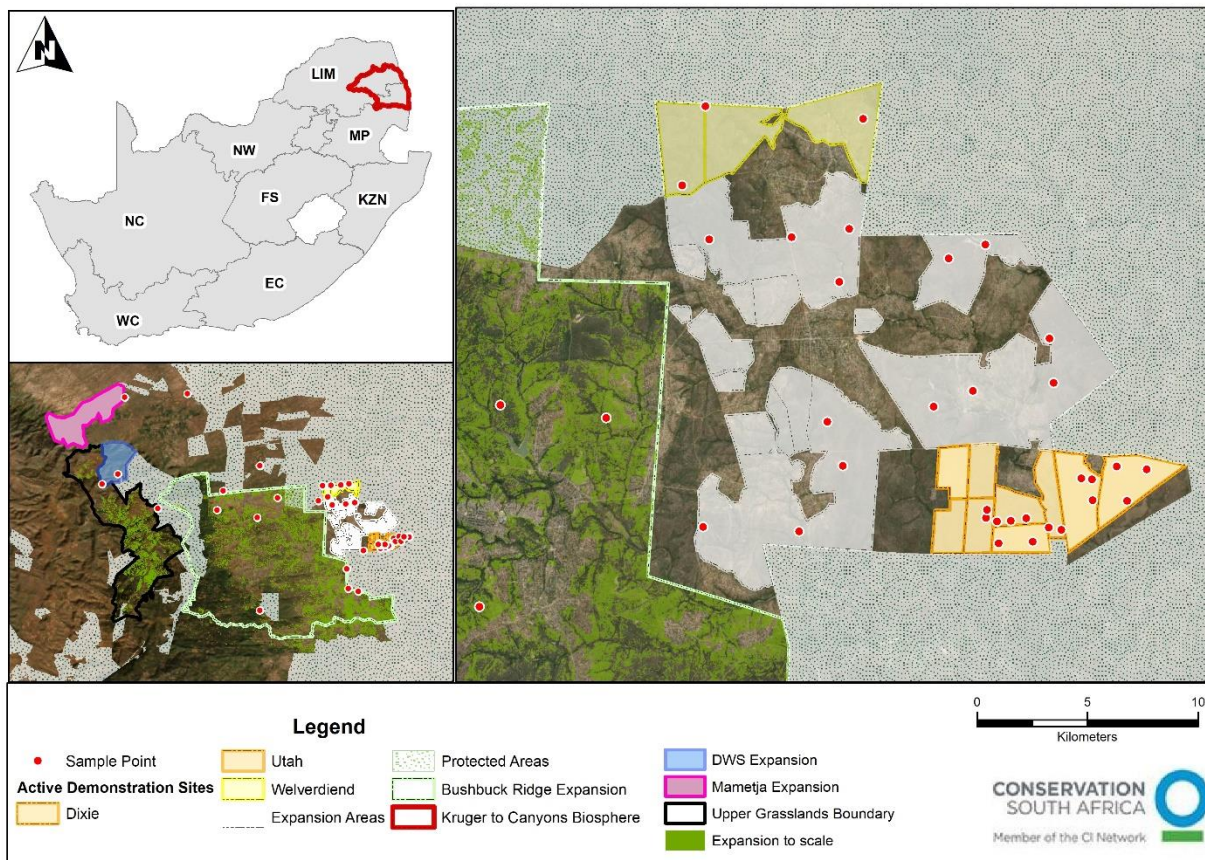 N
LIM
MP
NW
FS
KZN
NC
EC
WC
Legend
Sample Point
Active Demonstration Sites
Dixie
Utah
Welverdiend
Expansion Areas
Protected Areas
Bushbuck Ridge Expansion
Kruger to Canyons Biosphere
DWS Expansion
Mametja Expansion
Upper Grasslands Boundary
Expansion to scale
0 5 10
Kilometers
CONSERVATION
SOUTH AFRICA
Member of the CI Network